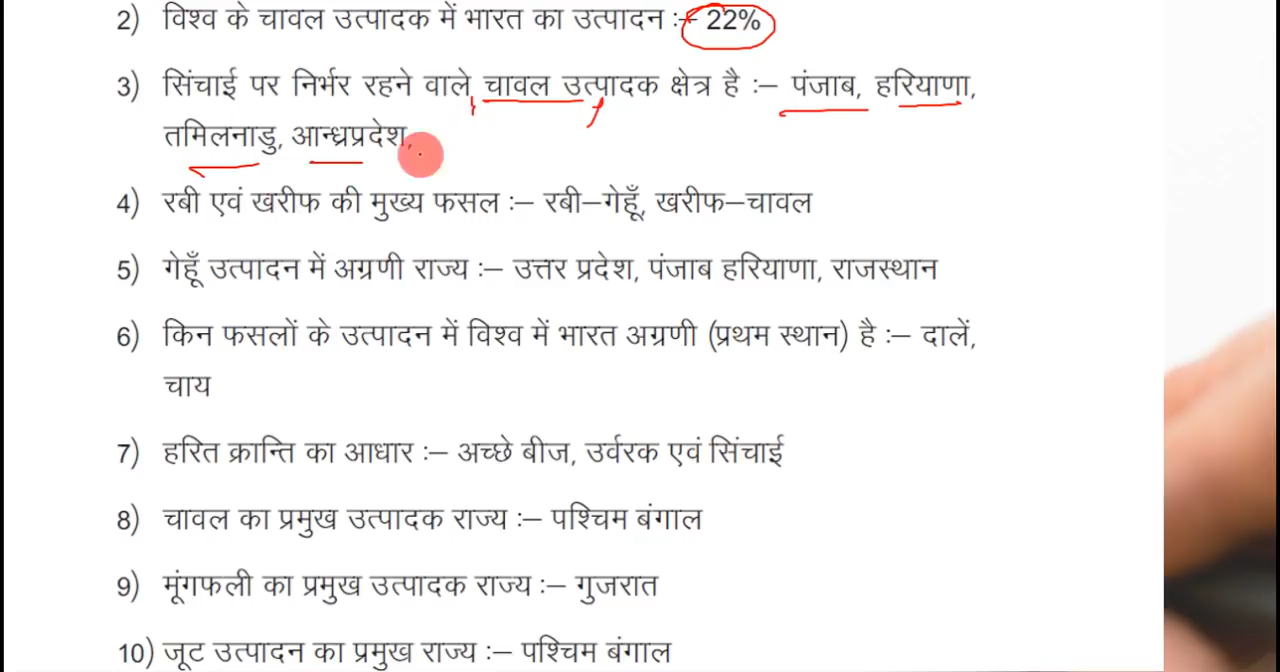 2) विश्व के चावल उत्पादक में भारत का उत्पादन :– 22%
3) सिंचाई पर निर्भर रहने वाले चावल उत्पादक क्षेत्र है :– पंजाब, हरियाणा,
तमिलनाडु, आन्ध्रप्रदेश,
4) रबी एवं खरीफ की मुख्य फसल :– रबी–गेहूँ, खरीफ–चावल
5) गेहूँ उत्पादन में अग्रणी राज्य :– उत्तर प्रदेश, पंजाब हरियाणा, राजस्थान
6) किन फसलों के उत्पादन में विश्व में भारत अग्रणी (प्रथम स्थान) है :– दालें,
चाय
7) हरित क्रान्ति का आधार :– अच्छे बीज, उर्वरक एवं सिंचाई
8) चावल का प्रमुख उत्पादक राज्य :– पश्चिम बंगाल
9) मूंगफली का प्रमुख उत्पादक राज्य :– गुजरात
10) जूट उत्पादन का प्रमुख राज्य :– पश्चिम बंगाल